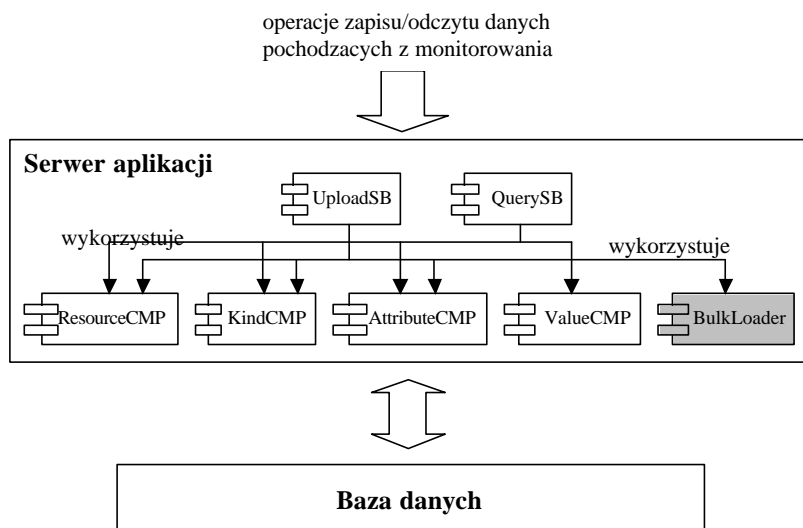 operacje zapisu/odczytu danych
pochodzacych z monitorowania
Serwer aplikacji
UploadSB
QuerySB
wykorzystuje
wykorzystuje
ResourceCMP
KindCMP
AttributeCMP
ValueCMP
BulkLoader
Baza danych